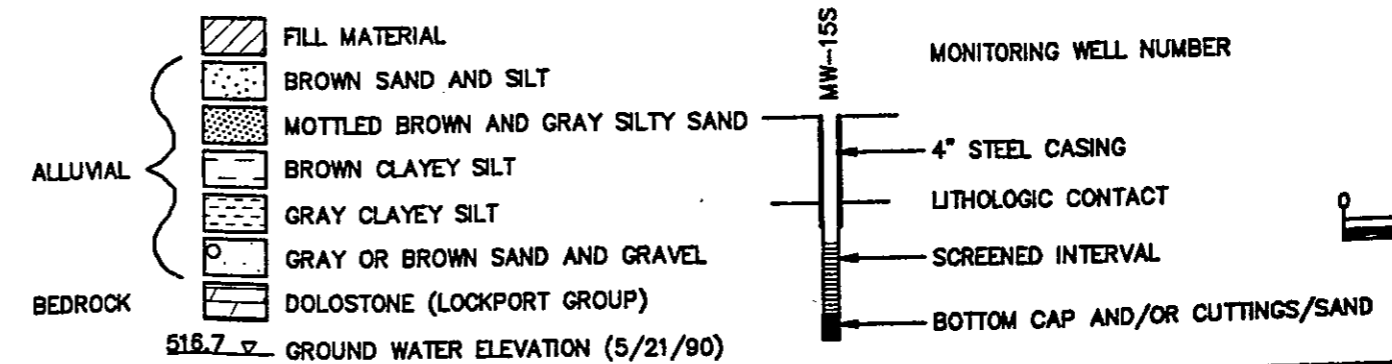 FILL MATERIAL
BROWN SAND AND SILT
MOTTLED BROWN AND GRAY SILTY SAND
ALLUVIAL
BROWN CLAYEY SILT
GRAY CLAYEY SILT
GRAY OR BROWN SAND AND GRAVEL
BEDROCK
DOLOSTONE (LOCKPORT GROUP)
516.7 GROUND WATER ELEVATION (5/21/90)
MW-15S
MONITORING WELL NUMBER
4" STEEL CASING
LITHOLOGIC CONTACT
SCREENED INTERVAL
BOTTOM CAP AND/OR CUTTINGS/SAND
0